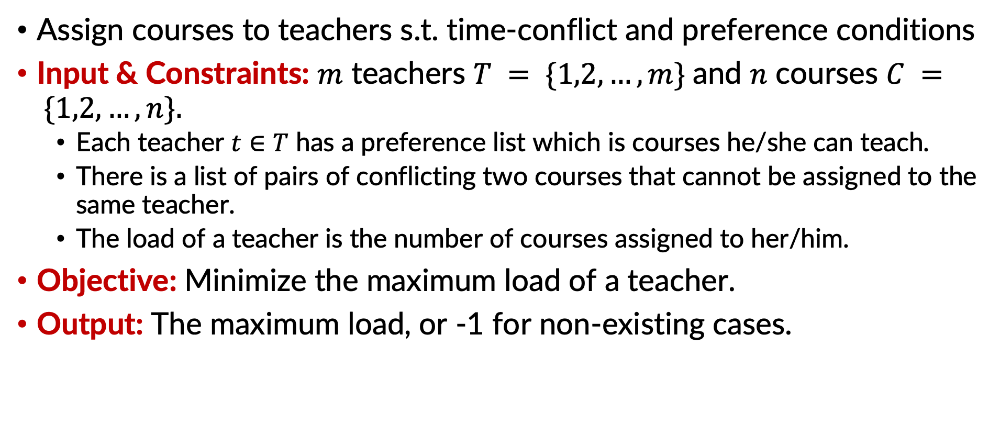 • Assign courses to teachers s.t. time-conflict and preference conditions
• Input & Constraints: m teachers T = {1,2, … , m} and n courses C =
{1,2, … , n}.
• Each teacher t ∈ T has a preference list which is courses he/she can teach.
• There is a list of pairs of conflicting two courses that cannot be assigned to the
same teacher.
• The load of a teacher is the number of courses assigned to her/him.
• Objective: Minimize the maximum load of a teacher.
• Output: The maximum load, or -1 for non-existing cases.